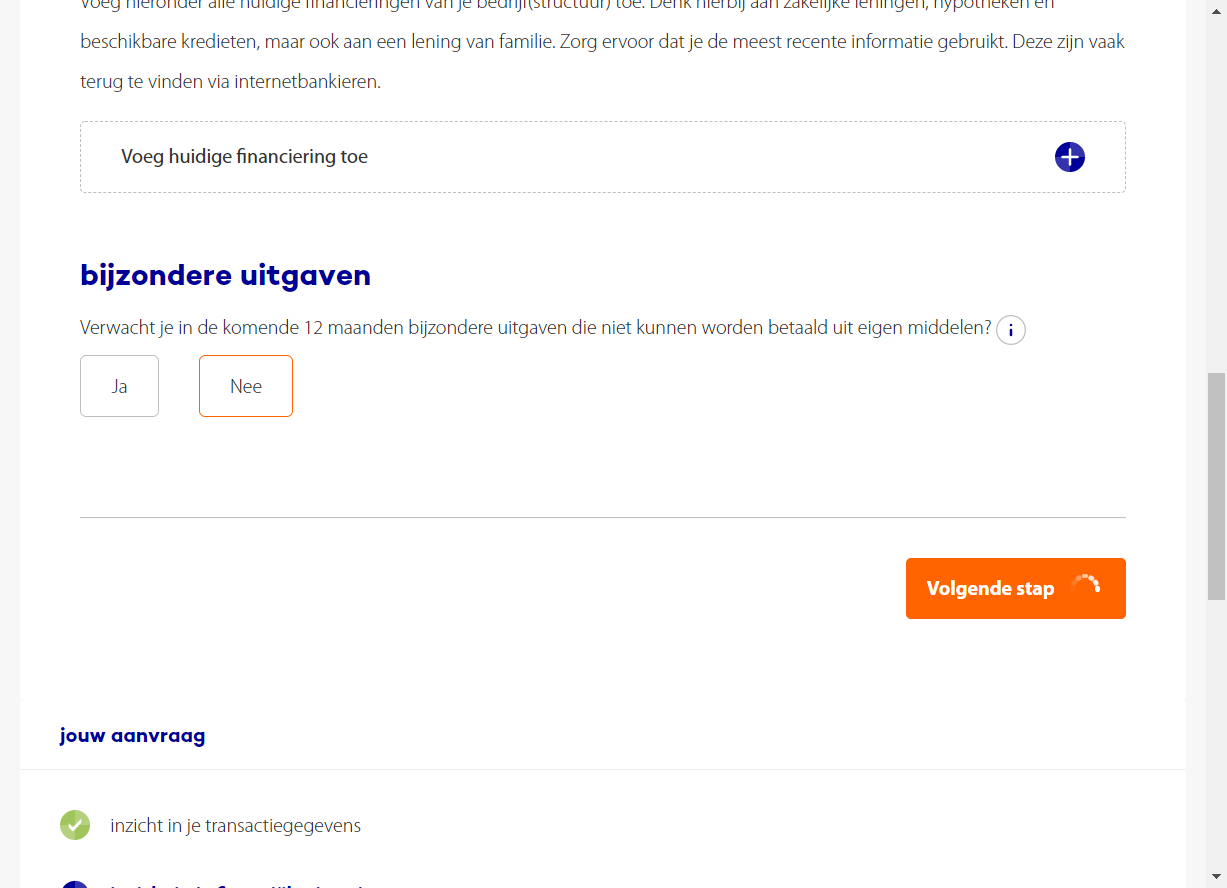 Voeg hieronder alle huidige financieringen van je bedrijf(structuur) toe. Denk hierbij aan zakelijke leningen, hypotheken en
beschikbare kredieten, maar ook aan een lening van familie. Zorg ervoor dat je de meest recente informatie gebruikt. Deze zijn vaak
terug te vinden via internetbankieren.
Voeg huidige financiering toe
bijzondere uitgaven
Verwacht je in de komende 12 maanden bijzondere uitgaven die niet kunnen worden betaald uit eigen middelen? i
Ja Nee
Volgende stap
jouw aanvraag
inzicht in je transactiegegevens